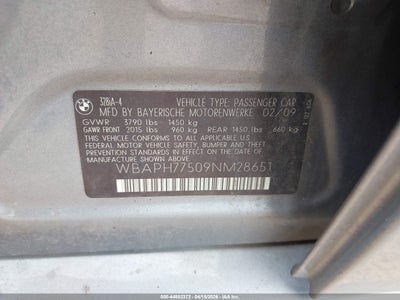 328iA-4 VEHICLE TYPE: PASSENGER CAR
MFD BY BAYERISCHE MOTORENWERKE 02/09
GVWR 3790 lbs - 1450 kg
GAWR FRONT 2015 lbs 960 kg REAR 1450 lbs 660 kg
THIS VEHICLE CONFORMS TO ALL APPLICABLE
FEDERAL MOTOR VEHICLE SAFETY, BUMPER AND
THEFT PREVENTION STANDARDS IN EFFECT ON THE
DATE OF MANUFACTURE SHOWN ABOVE
WBAPH77509NM28651